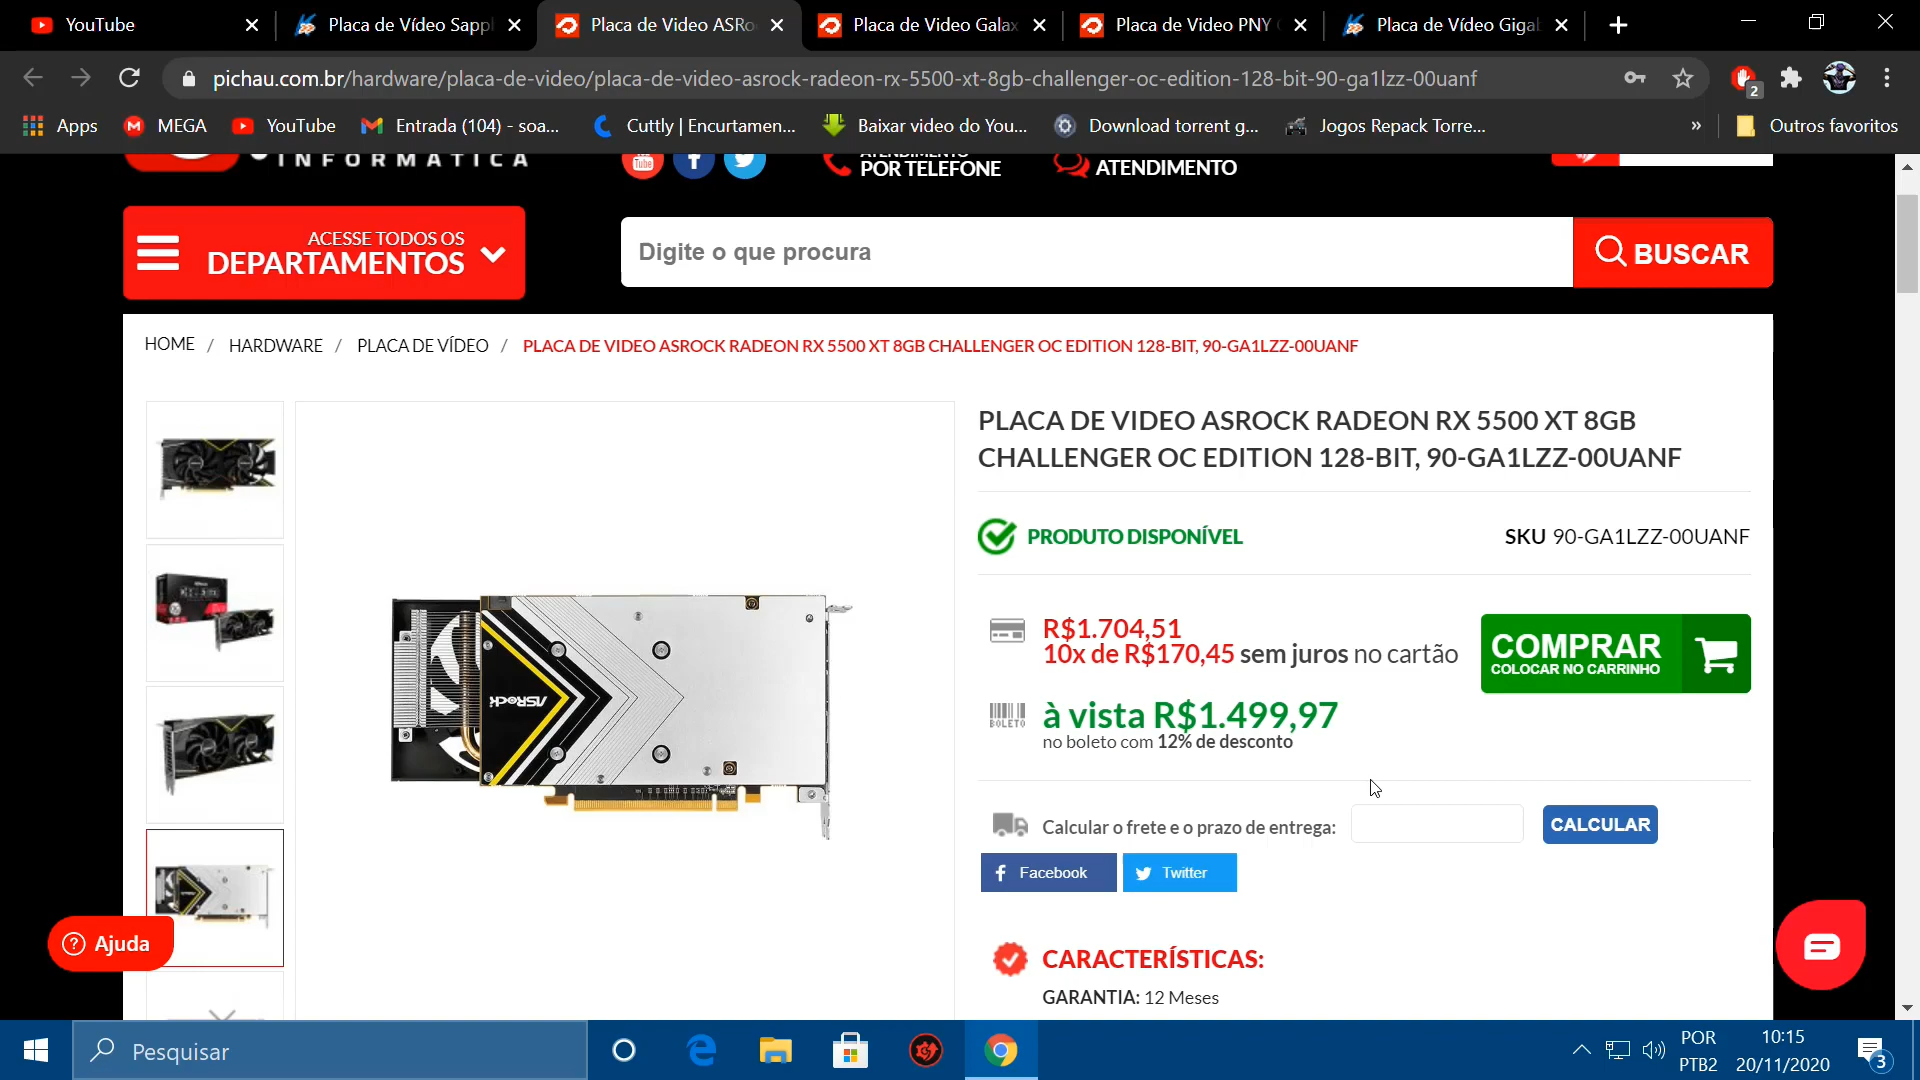 YouTube
Placa de Vídeo Sappl
Placa de Video ASRo
Placa de Video Galax
Placa de Video PNY
Placa de Vídeo Gigal
pichau.com.br/hardware/placa-de-video/placa-de-video-asrock-radeon-rx-5500-xt-8gb-challenger-oc-edition-128-bit-90-ga1lzz-00uanf
2
Apps
MEGA
YouTube
Entrada (104) - soa...
Cuttly | Encurtamen...
Baixar video do You...
Download torrent g...
Jogos Repack Torre...
»
Outros favoritos
INFORMÁTICA
You Tube
ATENDIMENTO
POR TELEFONE
ATENDIMENTO
ACESSE TODOS OS
DEPARTAMENTOS
Digite o que procura
BUSCAR
HOME / HARDWARE / PLACA DE VÍDEO / PLACA DE VIDEO ASROCK RADEON RX 5500 XT 8GB CHALLENGER OC EDITION 128-BIT, 90-GA1LZZ-00UANF
PLACA DE VIDEO ASROCK RADEON RX 5500 XT 8GB
CHALLENGER OC EDITION 128-BIT, 90-GA1LZZ-00UANF
PRODUTO DISPONÍVEL
SKU 90-GA1LZZ-00UANF
R$1.704,51
10x de R$170,45 sem juros no cartão
COMPRAR
COLOCAR NO CARRINHO
BOLETO
à vista R$1.499,97
no boleto com 12% de desconto
ASRock
Calcular o frete e o prazo de entrega:
CALCULAR
Facebook
Twitter
Ajuda
CARACTERÍSTICAS:
GARANTIA: 12 Meses
Pesquisar
POR
PTB2
10:15
20/11/2020
3